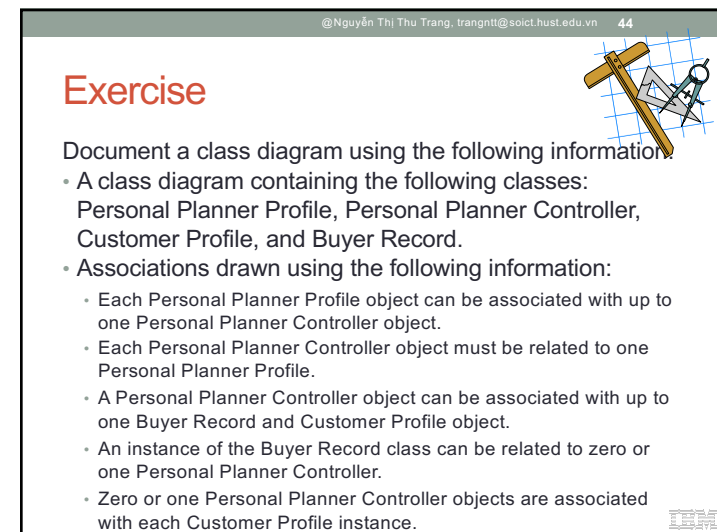 @Nguyễn Thị Thu Trang, trangntt@soict.hust.edu.vn 44
Exercise
Document a class diagram using the following information:
• A class diagram containing the following classes:
Personal Planner Profile, Personal Planner Controller,
Customer Profile, and Buyer Record.
• Associations drawn using the following information:
• Each Personal Planner Profile object can be associated with up to
one Personal Planner Controller object.
• Each Personal Planner Controller object must be related to one
Personal Planner Profile.
• A Personal Planner Controller object can be associated with up to
one Buyer Record and Customer Profile object.
• An instance of the Buyer Record class can be related to zero or
one Personal Planner Controller.
• Zero or one Personal Planner Controller objects are associated
with each Customer Profile instance.
IBM